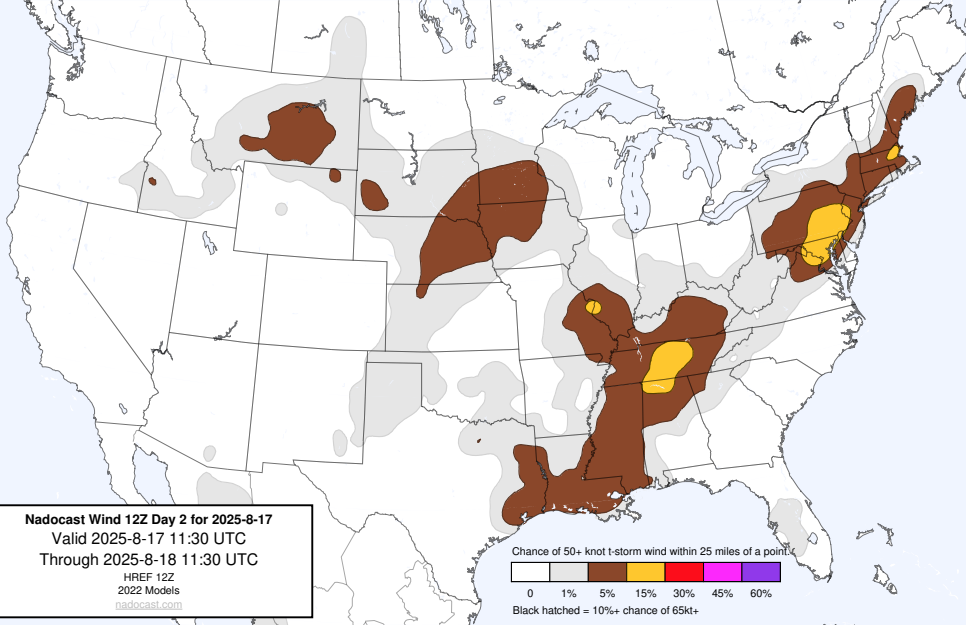 Nadocast Wind 12Z Day 2 for 2025-8-17
Valid 2025-8-17 11:30 UTC
Through 2025-8-18 11:30 UTC
HREF 12Z
2022 Models
nadocast.com
Chance of 50+ knot t-storm wind within 25 miles of a point.
0 1% 5% 15% 30% 45% 60%
Black hatched = 10%+ chance of 65kt+